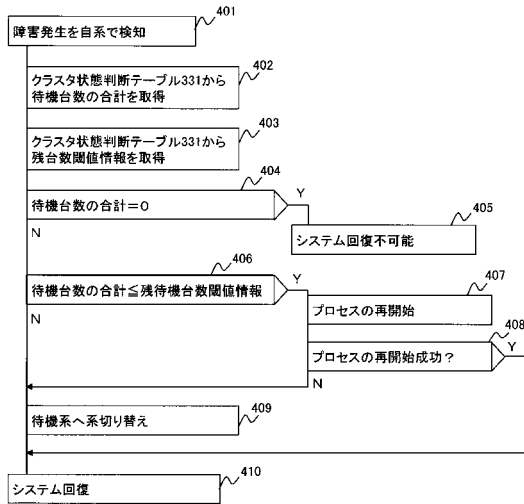 401
障害発生を自系で検知
402
クラスタ状態判断テーブル331から
待機台数の合計を取得
403
クラスタ状態判断テーブル331から
残台数閾値情報を取得
404
待機台数の合計=0
Y
N
405
システム回復不可能
406
待機台数の合計≦残待機台数閾値情報
Y
N
407
プロセスの再開始
408
プロセスの再開始成功?
Y
N
409
待機系へ系切り替え
410
システム回復